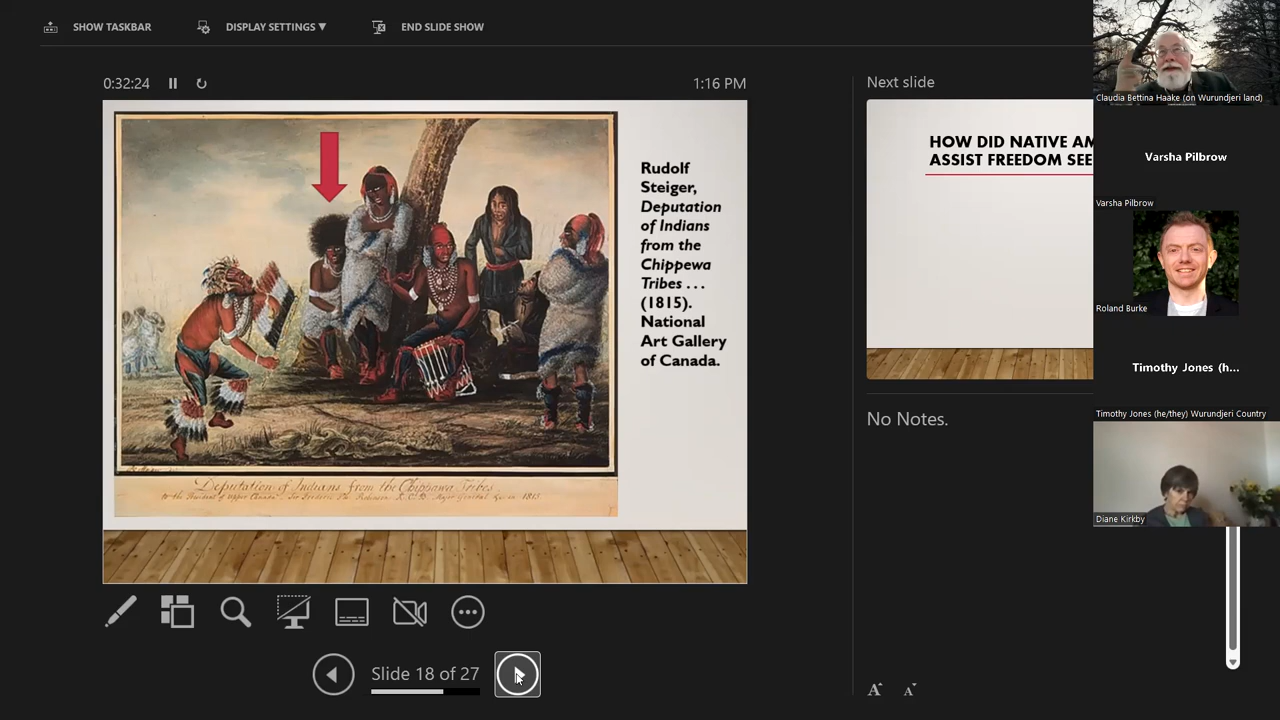 SHOW TASKBAR
DISPLAY SETTINGS ▼
END SLIDE SHOW
0:32:24
1:16 PM
Rudolf
Steiger,
Deputation
of Indians
from the
Chippewa
Tribes . . .
(1815).
National
Art Gallery
of Canada.
Deputation of Indians from the Chippawa Tribes
Slide 18 of 27
Next slide
HOW DID NATIVE AM
ASSIST FREEDOM SEE
No Notes.
A
A
Claudia Bettina Haake (on Wurundjeri land)
Varsha Pilbrow
Varsha Pilbrow
Roland Burke
Timothy Jones (h...
Timothy Jones (he/they) Wurundjeri Country
Diane Kirkby